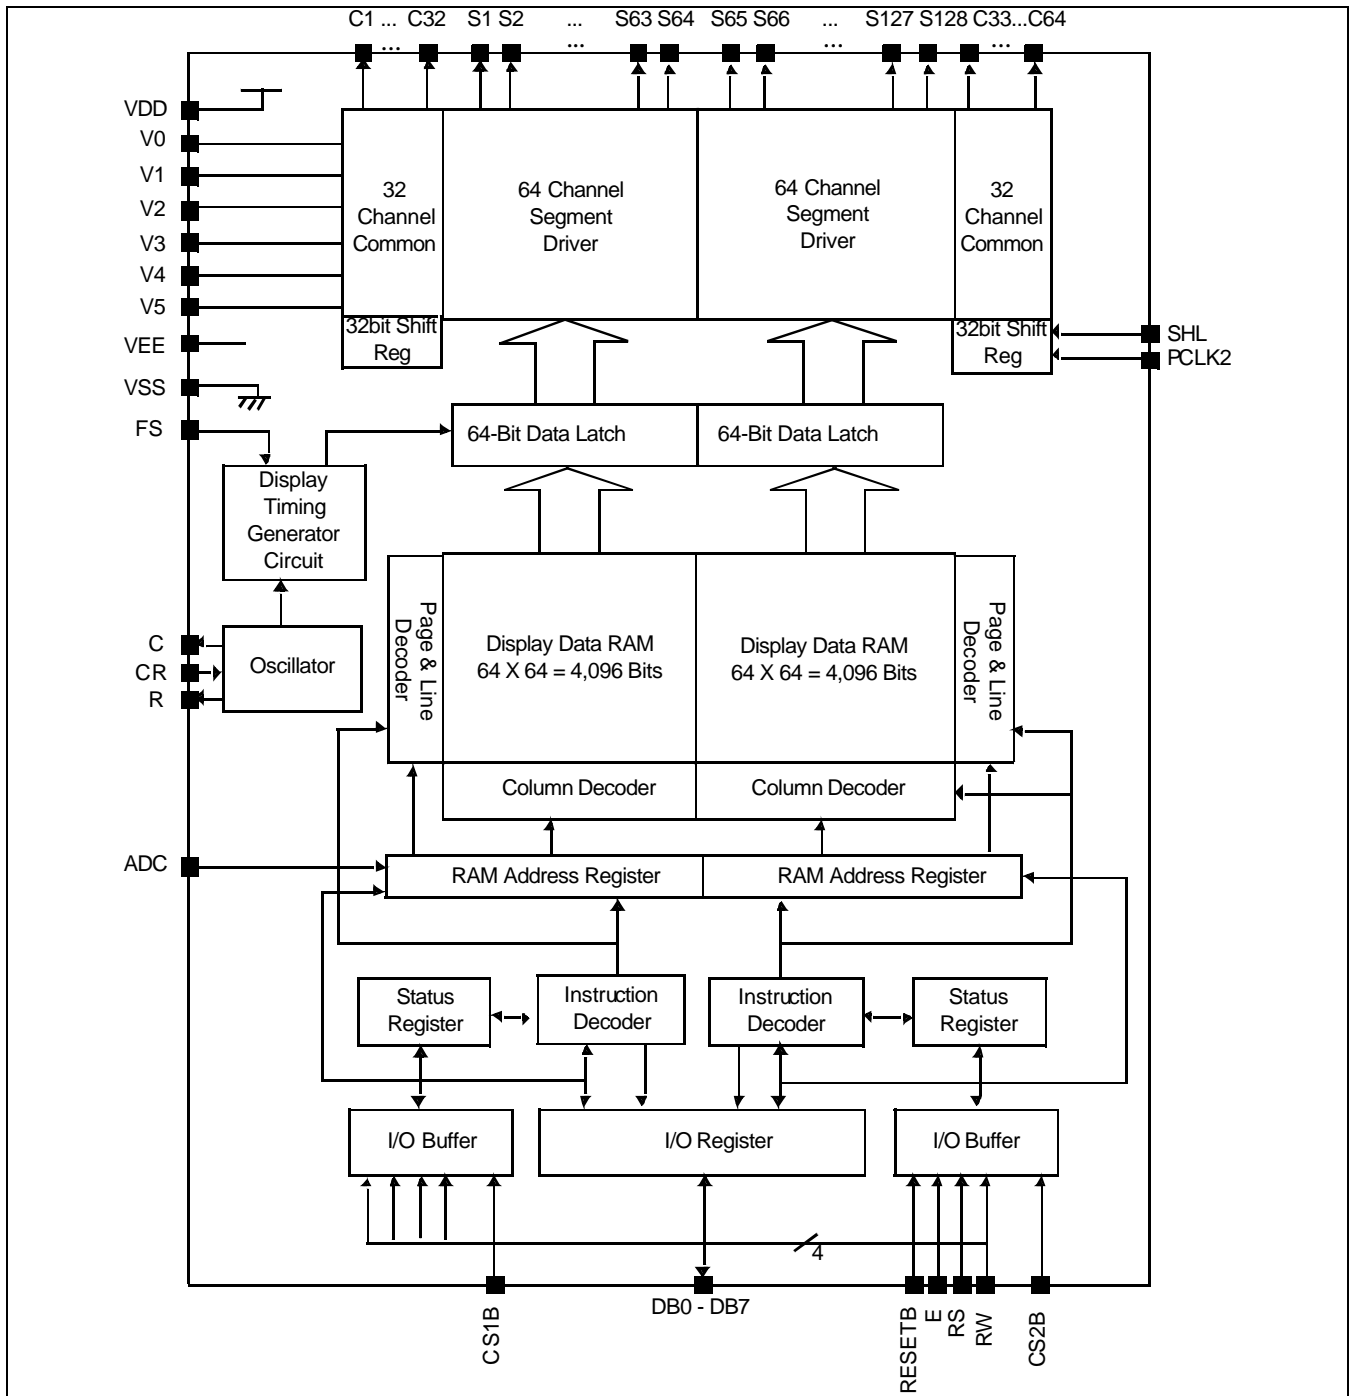 C1 ... C32 S1 S2 ... S63 S64 S65 S66 ... S127 S128 C33...C64
... ... ... ...
VDD
V0
V1
V2
V3
V4
V5
VEE
VSS
FS
32
Channel
Common
64 Channel
Segment
Driver
64 Channel
Segment
Driver
32
Channel
Common
32bit Shift
Reg
32bit Shift
Reg
SHL
PCLK2
64-Bit Data Latch
64-Bit Data Latch
Display
Timing
Generator
Circuit
C
CR
R
Oscillator
Page & Line
Decoder
Display Data RAM
64 X 64 = 4,096 Bits
Display Data RAM
64 X 64 = 4,096 Bits
Page & Line
Decoder
Column Decoder
Column Decoder
ADC
RAM Address Register
RAM Address Register
Status
Register
Instruction
Decoder
Instruction
Decoder
Status
Register
I/O Buffer
I/O Register
I/O Buffer
4
CS1B
DB0 - DB7
RESETB
E
RS
RW
CS2B